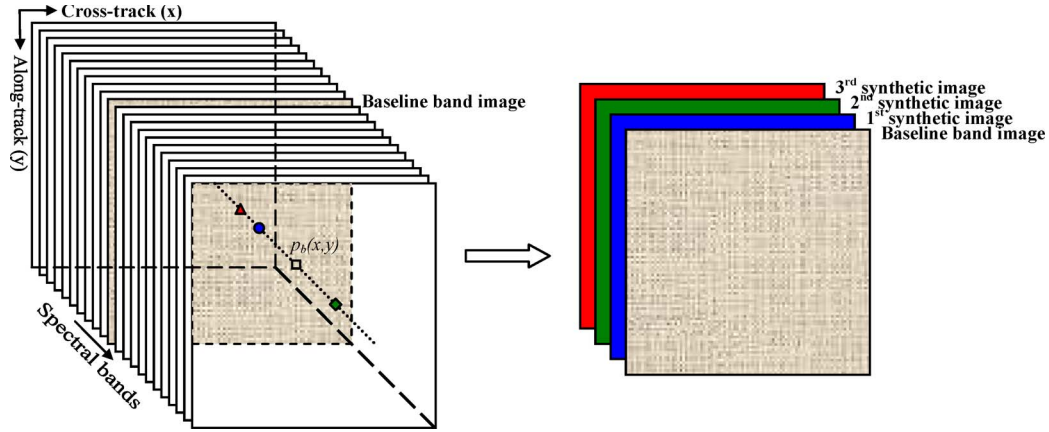 Cross-track (x)
Along-track (y)
Baseline band image
p_b(x,y)
Spectral bands
3rd synthetic image
2nd synthetic image
1st synthetic image
Baseline band image